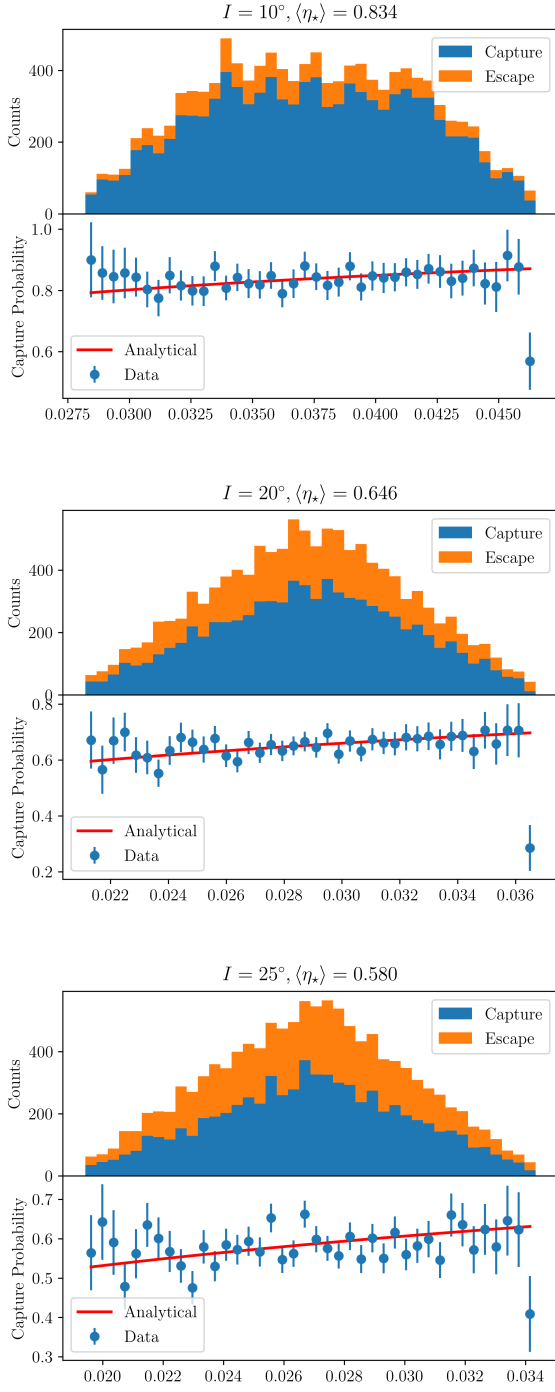 I = 10°, ⟨η⋆⟩ = 0.834
Counts
400
200
0
Capture
Escape
Capture Probability
1.0
0.8
0.6
Analytical
Data
0.0275 0.0300 0.0325 0.0350 0.0375 0.0400 0.0425 0.0450
I = 20°, ⟨η⋆⟩ = 0.646
Counts
400
200
0
Capture
Escape
Capture Probability
0.8
0.6
0.4
0.2
Analytical
Data
0.022 0.024 0.026 0.028 0.030 0.032 0.034 0.036
I = 25°, ⟨η⋆⟩ = 0.580
Counts
400
200
0
Capture
Escape
Capture Probability
0.7
0.6
0.5
0.4
0.3
Analytical
Data
0.020 0.022 0.024 0.026 0.028 0.030 0.032 0.034